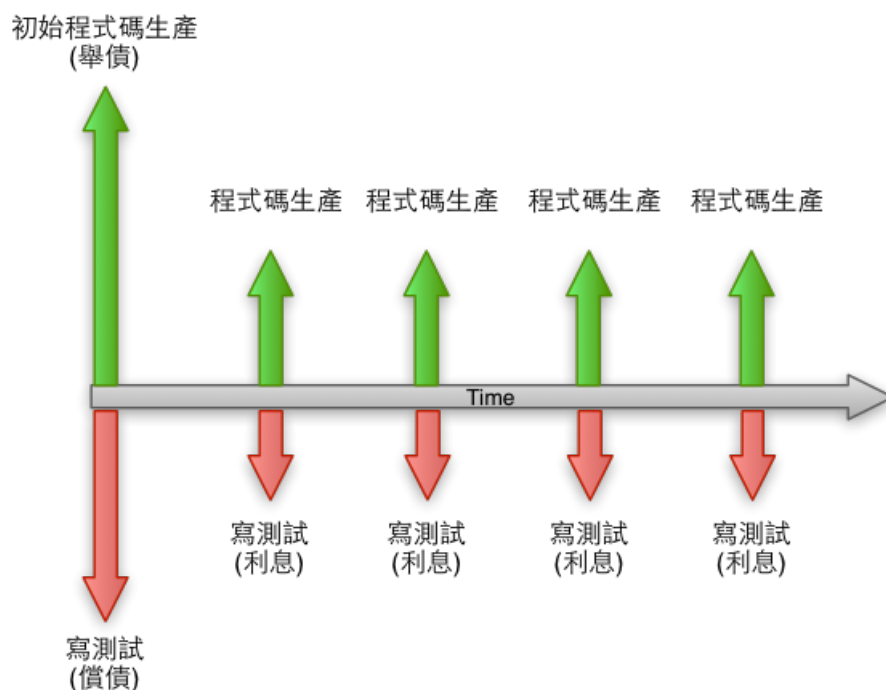 初始程式碼生產
(舉債)
程式碼生產
程式碼生產
程式碼生產
程式碼生產
Time
寫測試
(利息)
寫測試
(利息)
寫測試
(利息)
寫測試
(利息)
寫測試
(償債)